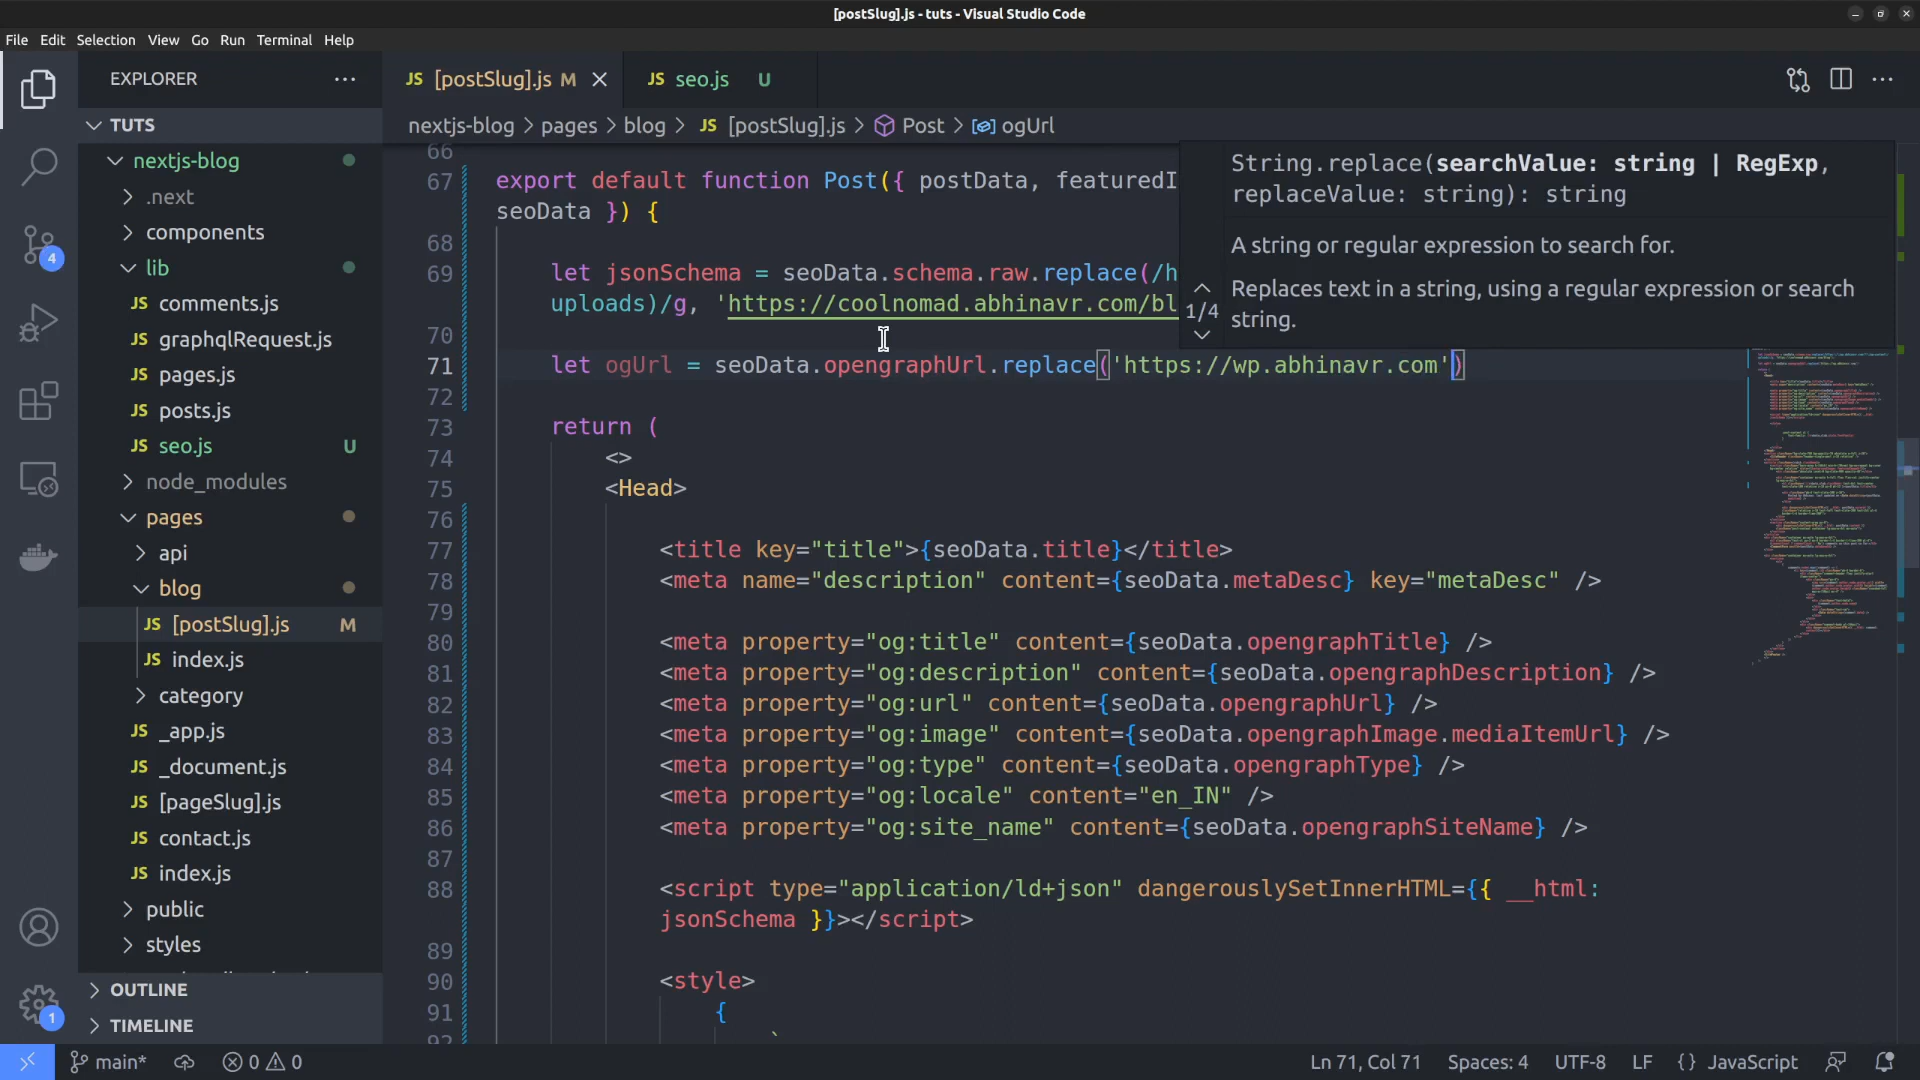 [postSlug].js - tuts - Visual Studio Code
File Edit Selection View Go Run Terminal Help
EXPLORER
TUTS
nextjs-blog
.next
components
lib
JS comments.js
JS graphqlRequest.js
JS pages.js
JS posts.js
JS seo.js U
node_modules
pages
api
blog
JS [postSlug].js M
JS index.js
category
JS _app.js
JS _document.js
JS [pageSlug].js
JS contact.js
JS index.js
public
styles
OUTLINE
TIMELINE
4
1
JS [postSlug].js M
JS seo.js U
nextjs-blog > pages > blog > JS [postSlug].js > Post > ogUrl
66
67 export default function Post({ postData, featuredI
seoData }) {
68
69 let jsonSchema = seoData.schema.raw.replace(/h
uploads)/g, 'https://coolnomad.abhinavr.com/bl
70
71 let ogUrl = seoData.opengraphUrl.replace('https://wp.abhinavr.com')
72
73 return (
74 <>
75 <Head>
76
77 <title key="title">{seoData.title}</title>
78 <meta name="description" content={seoData.metaDesc} key="metaDesc" />
79
80 <meta property="og:title" content={seoData.opengraphTitle} />
81 <meta property="og:description" content={seoData.opengraphDescription} />
82 <meta property="og:url" content={seoData.opengraphUrl} />
83 <meta property="og:image" content={seoData.opengraphImage.mediaItemUrl} />
84 <meta property="og:type" content={seoData.opengraphType} />
85 <meta property="og:locale" content="en_IN" />
86 <meta property="og:site_name" content={seoData.opengraphSiteName} />
87
88 <script type="application/ld+json" dangerouslySetInnerHTML={{ __html:
jsonSchema }}></script>
89
90 <style>
91 {
92 `
String.replace(searchValue: string | RegExp,
replaceValue: string): string
A string or regular expression to search for.
1/4
Replaces text in a string, using a regular expression or search
string.
main* 0 0
Ln 71, Col 71 Spaces: 4 UTF-8 LF {} JavaScript